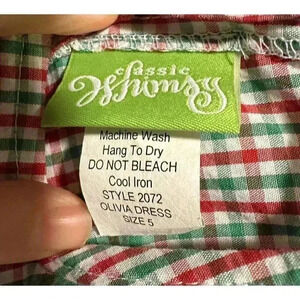 classic
Whimsy
Machine Wash
Hang To Dry
DO NOT BLEACH
Cool Iron
STYLE 2072
OLIVIA DRESS
SIZE 5